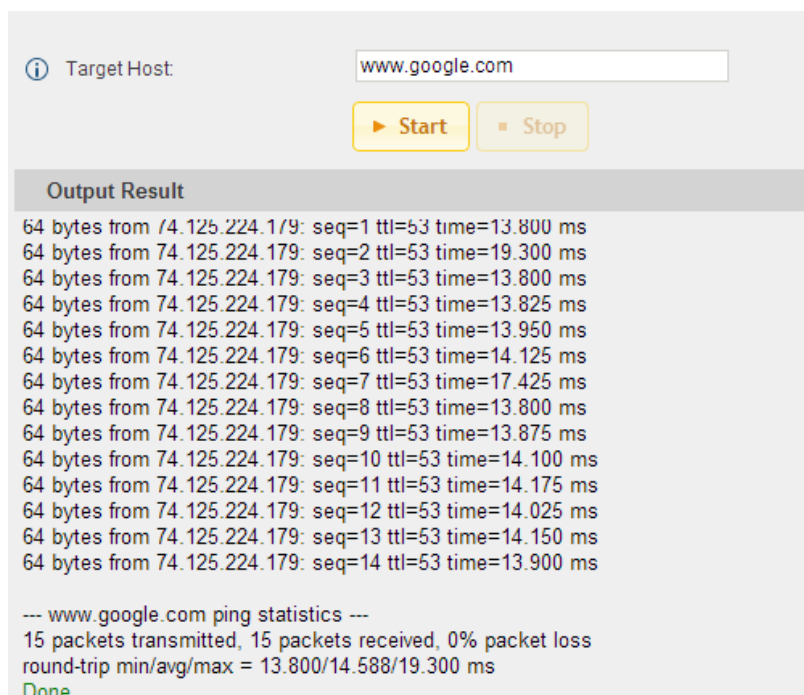 Target Host:
www.google.com
Start
Stop
Output Result
64 bytes from 74.125.224.179: seq=1 ttl=53 time=13.800 ms
64 bytes from 74.125.224.179: seq=2 ttl=53 time=19.300 ms
64 bytes from 74.125.224.179: seq=3 ttl=53 time=13.800 ms
64 bytes from 74.125.224.179: seq=4 ttl=53 time=13.825 ms
64 bytes from 74.125.224.179: seq=5 ttl=53 time=13.950 ms
64 bytes from 74.125.224.179: seq=6 ttl=53 time=14.125 ms
64 bytes from 74.125.224.179: seq=7 ttl=53 time=17.425 ms
64 bytes from 74.125.224.179: seq=8 ttl=53 time=13.800 ms
64 bytes from 74.125.224.179: seq=9 ttl=53 time=13.875 ms
64 bytes from 74.125.224.179: seq=10 ttl=53 time=14.100 ms
64 bytes from 74.125.224.179: seq=11 ttl=53 time=14.175 ms
64 bytes from 74.125.224.179: seq=12 ttl=53 time=14.025 ms
64 bytes from 74.125.224.179: seq=13 ttl=53 time=14.150 ms
64 bytes from 74.125.224.179: seq=14 ttl=53 time=13.900 ms
--- www.google.com ping statistics ---
15 packets transmitted, 15 packets received, 0% packet loss
round-trip min/avg/max = 13.800/14.588/19.300 ms
Done